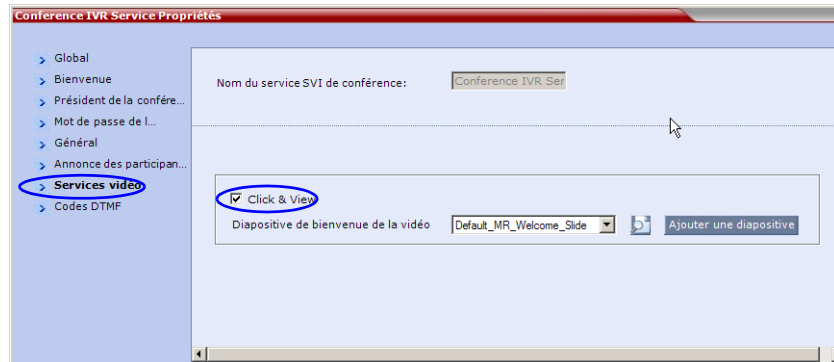 Conference IVR Service Propriétés
Global
Bienvenue
Président de la confére...
Mot de passe de l...
Général
Annonce des participan...
Services vidéo
Codes DTMF
Nom du service SVI de conférence:
Conference IVR Ser
Click & View
Diapositive de bienvenue de la vidéo
Default_MR_Welcome_Slide
Ajouter une diapositive